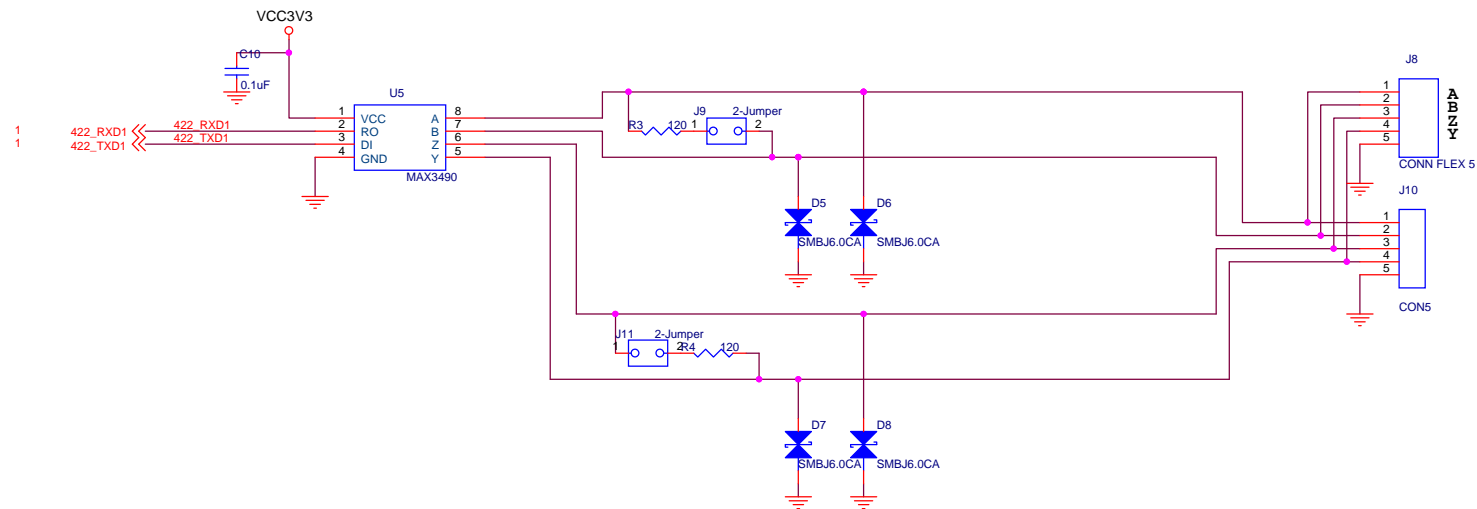 VCC3V3
C10
0.1uF
U5
1 VCC A 8
2 RO B 7
3 DI Z 6
4 GND Y 5
MAX3490
1 422_RXD1 422_RXD1
1 422_TXD1 422_TXD1
R3 120
J9 2-Jumper
1 2
D5 D6
SMBJ6.0CA SMBJ6.0CA
J11 2-Jumper
1 2
R4 120
D7 D8
SMBJ6.0CA SMBJ6.0CA
J8
1 A
2 B
3 Z
4 Y
5
CONN FLEX 5
J10
1
2
3
4
5
CON5